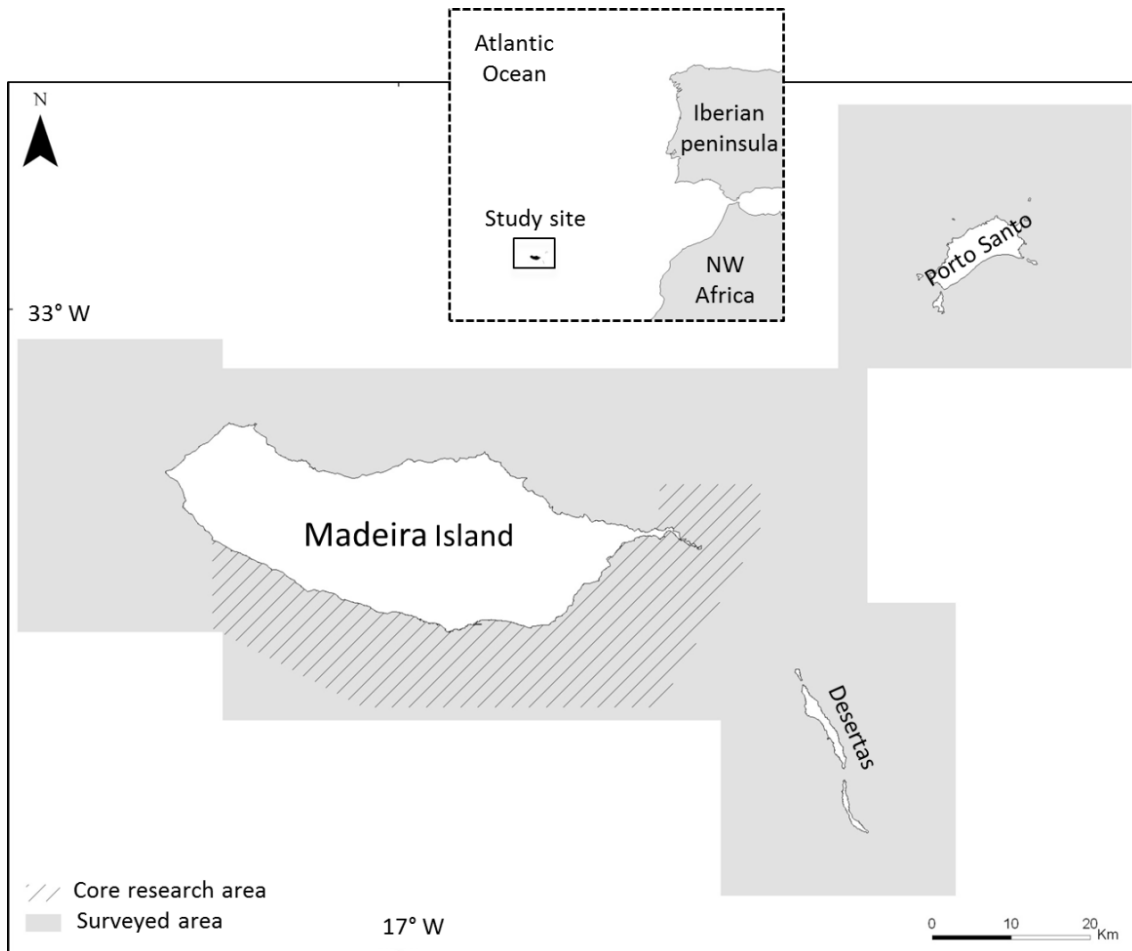 Atlantic
Ocean
N
Iberian
peninsula
Study site
NW
Africa
Porto Santo
33° W
Madeira Island
Desertas
Core research area
Surveyed area
17° W
0 10 20
Km